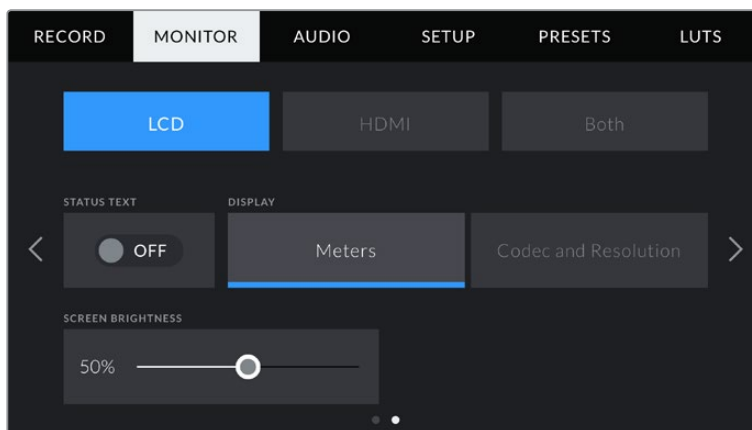 RECORD MONITOR AUDIO SETUP PRESETS LUTS
LCD HDMI Both
STATUS TEXT DISPLAY
OFF Meters Codec and Resolution
SCREEN BRIGHTNESS
50%